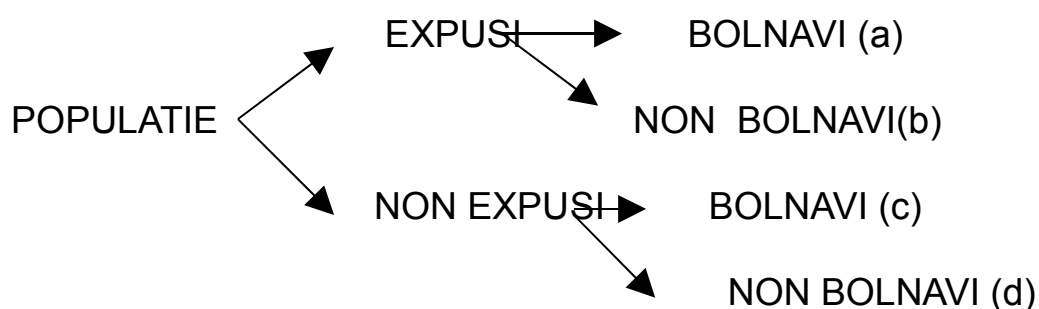 EXPUSI BOLNAVI (a)
POPULATIE NON BOLNAVI(b)
NON EXPUSI BOLNAVI (c)
NON BOLNAVI (d)